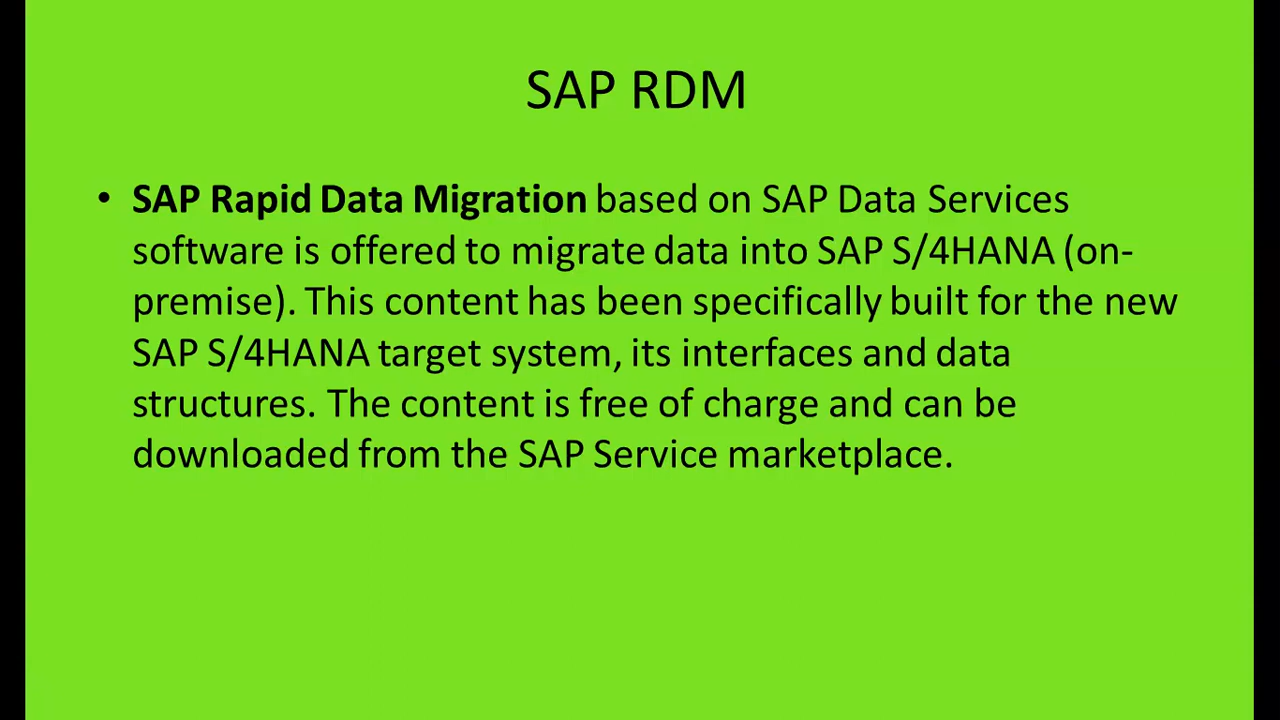 SAP RDM
• SAP Rapid Data Migration based on SAP Data Services
software is offered to migrate data into SAP S/4HANA (on-
premise). This content has been specifically built for the new
SAP S/4HANA target system, its interfaces and data
structures. The content is free of charge and can be
downloaded from the SAP Service marketplace.